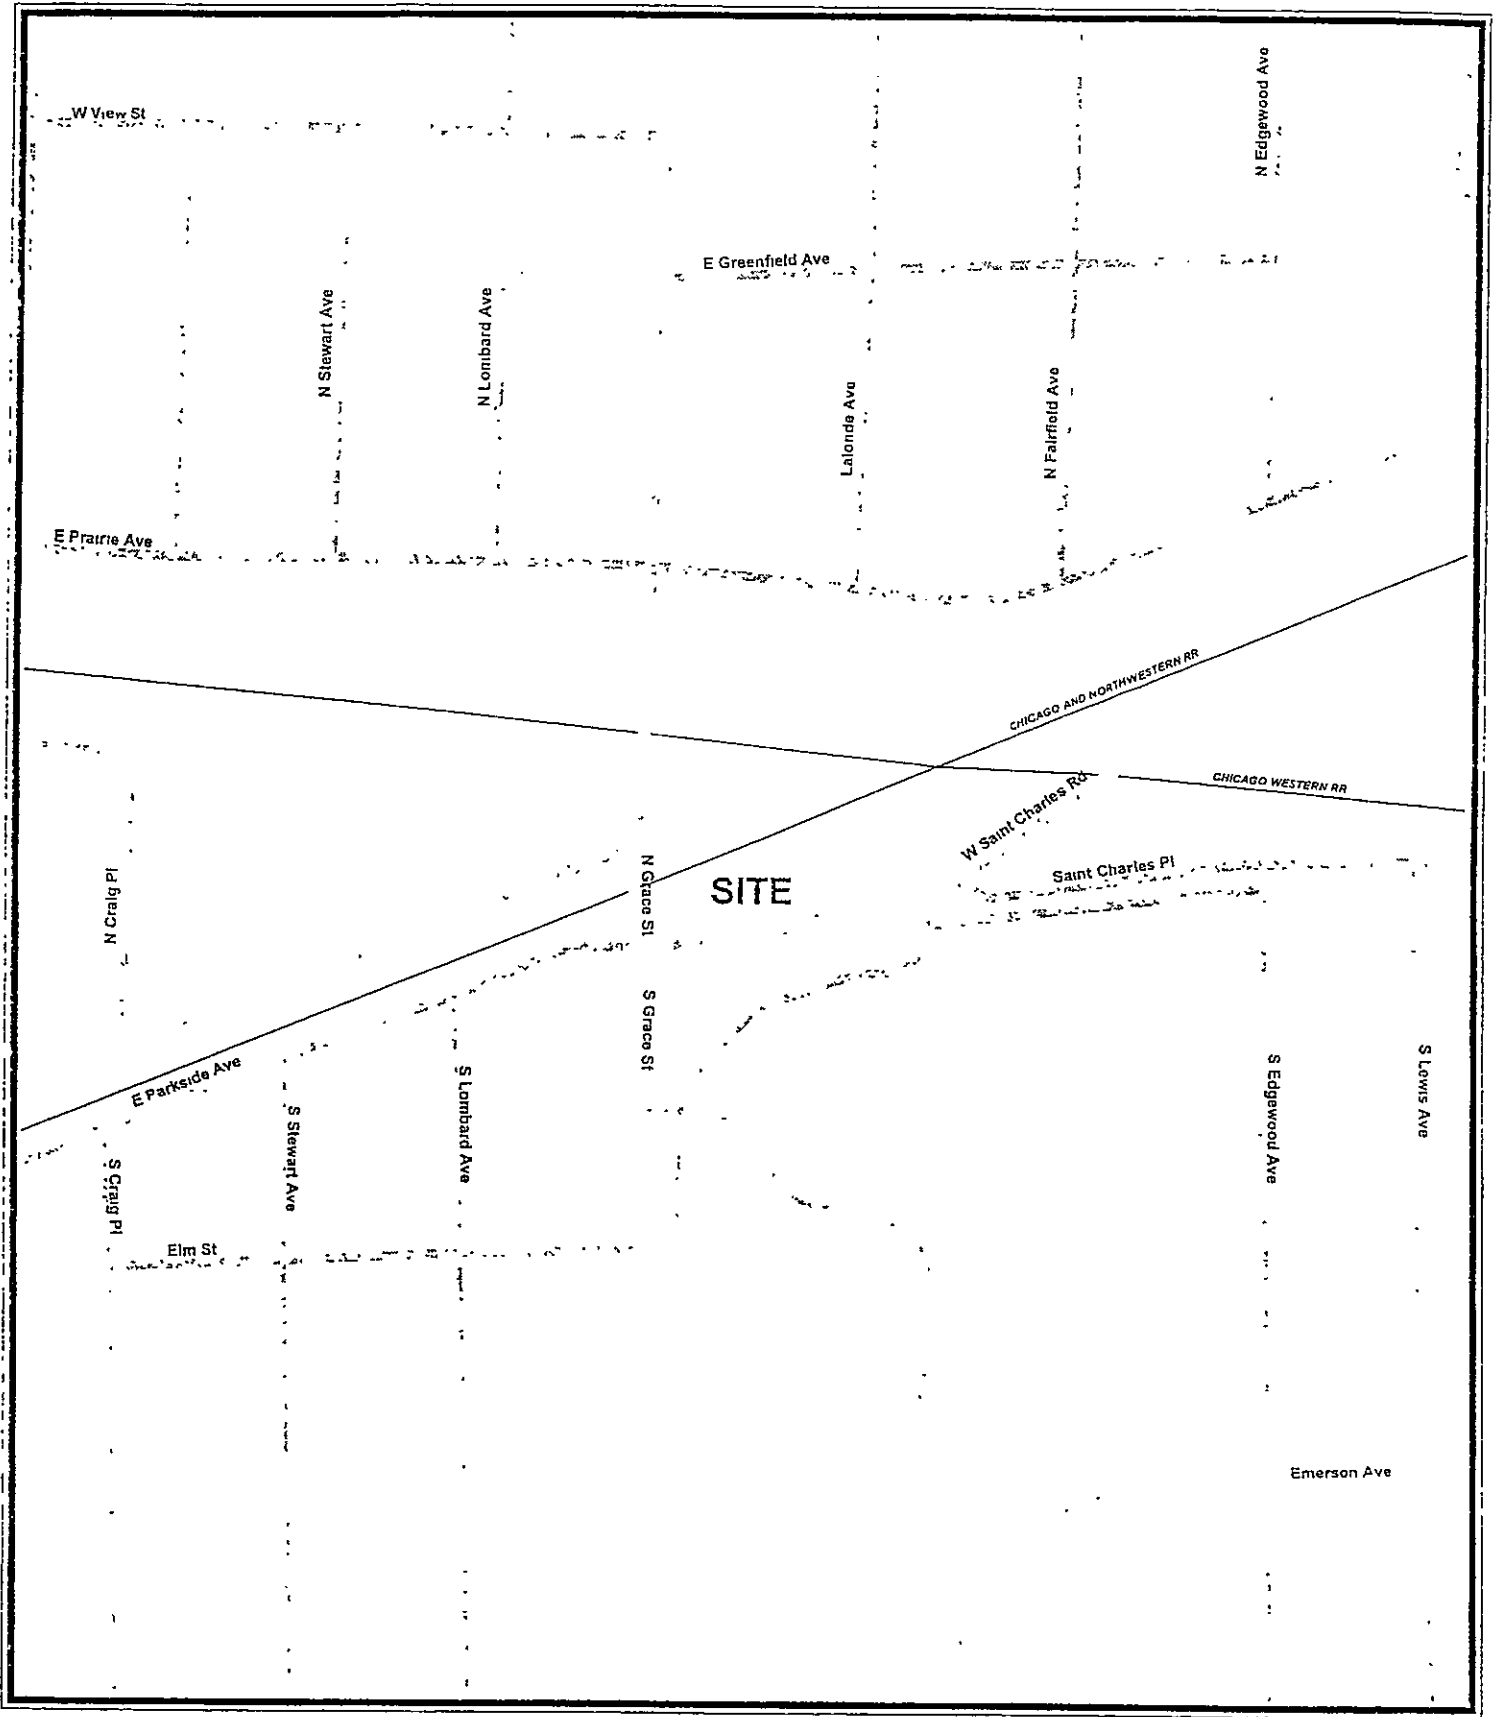 N Edgewood Ave
W View St
E Greenfield Ave
N Stewart Ave
N Lombard Ave
Lalonde Ave
N Fairfield Ave
E Prairie Ave
CHICAGO AND NORTHWESTERN RR
CHICAGO WESTERN RR
W Saint Charles Rd
Saint Charles Pl
N Craig Pl
N Grace St
SITE
S Grace St
E Parkside Ave
S Lombard Ave
S Edgewood Ave
S Lewis Ave
S Stewart Ave
S Craig Pl
Elm St
Emerson Ave